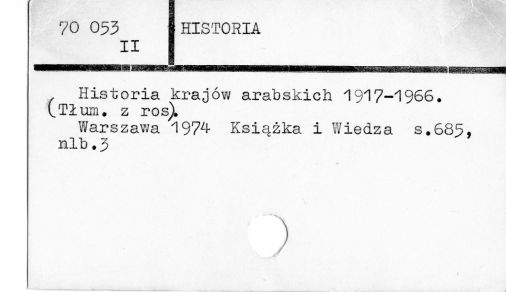 70 053
II
HISTORIA
Historia krajów arabskich 1917-1966.
(Tłum. z ros).
Warszawa 1974 Książka i Wiedza s.685,
nlb.3